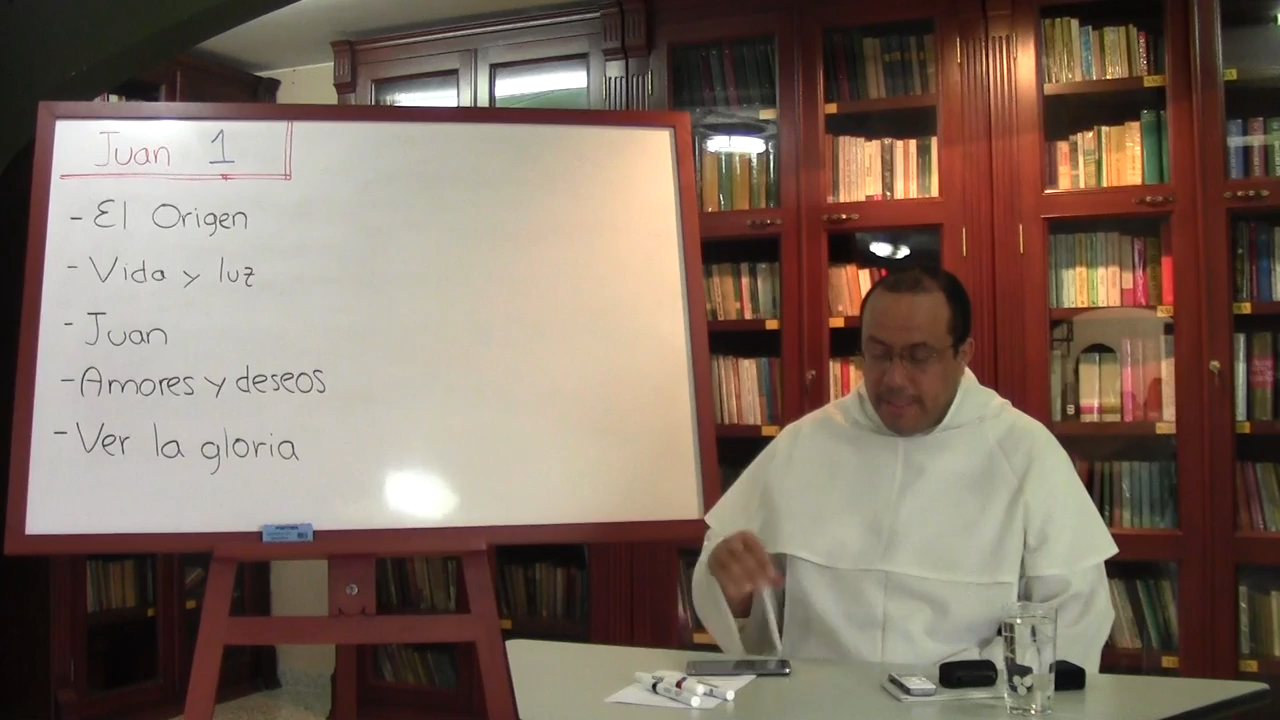 Juan 1
- El Origen
- Vida y luz
- Juan
- Amores y deseos
- Ver la gloria